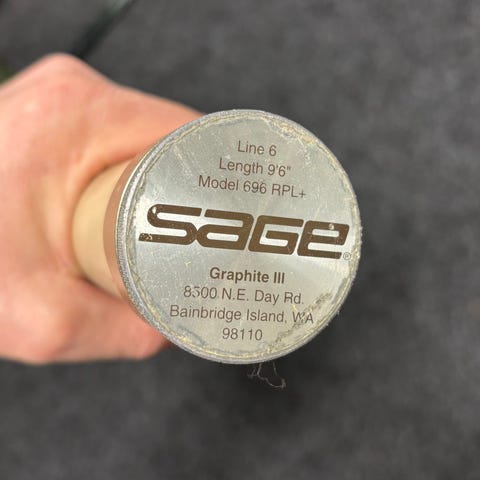 Line 6
Length 9'6"
Model 696 RPL+
SAGE®
Graphite III
8500 N.E. Day Rd.
Bainbridge Island, WA
98110